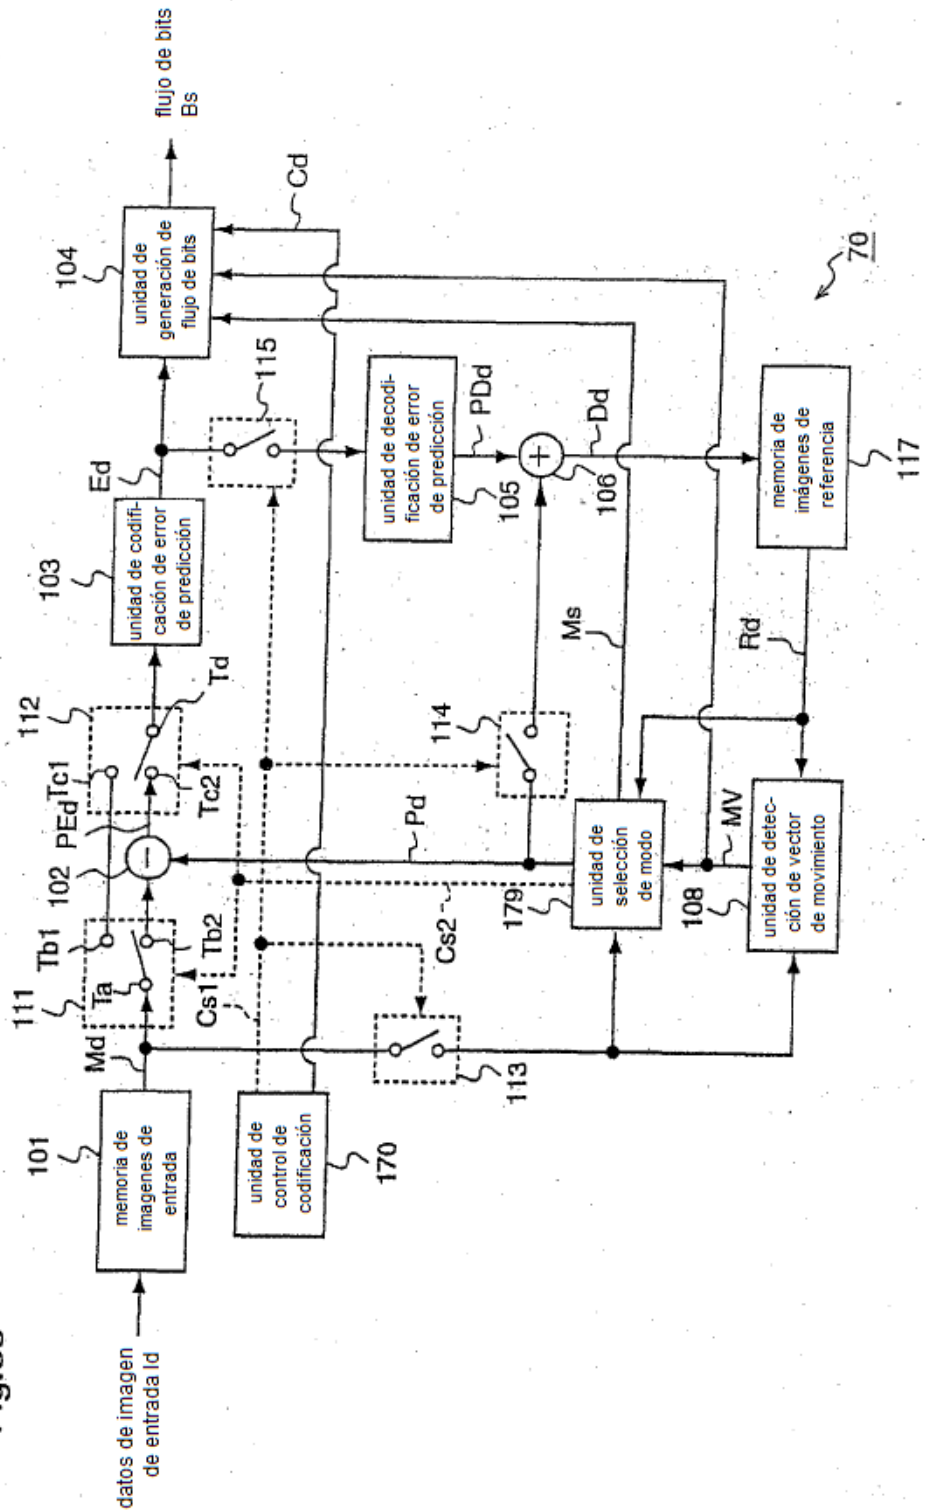 datos de imagen
de entrada Id
101
memoria de
imagenes de
entrada
Md
111
Ta
Tb1
Tb2
102
PEd
112
Tc1
Tc2
Td
103
unidad de codifi-
cación de error
de predicción
Ed
104
unidad de
generación de
flujo de bits
flujo de bits
Bs
unidad de
control de
codificación
170
Cs1
115
Cd
113
Cs2
Pd
114
unidad de decodi-
ficación de error
de predicción
105
PDd
106
Dd
179
unidad de
selección
de modo
Ms
108
MV
unidad de detec-
ción de vector
de movimiento
Rd
memoria de
imágenes de
referencia
117
70